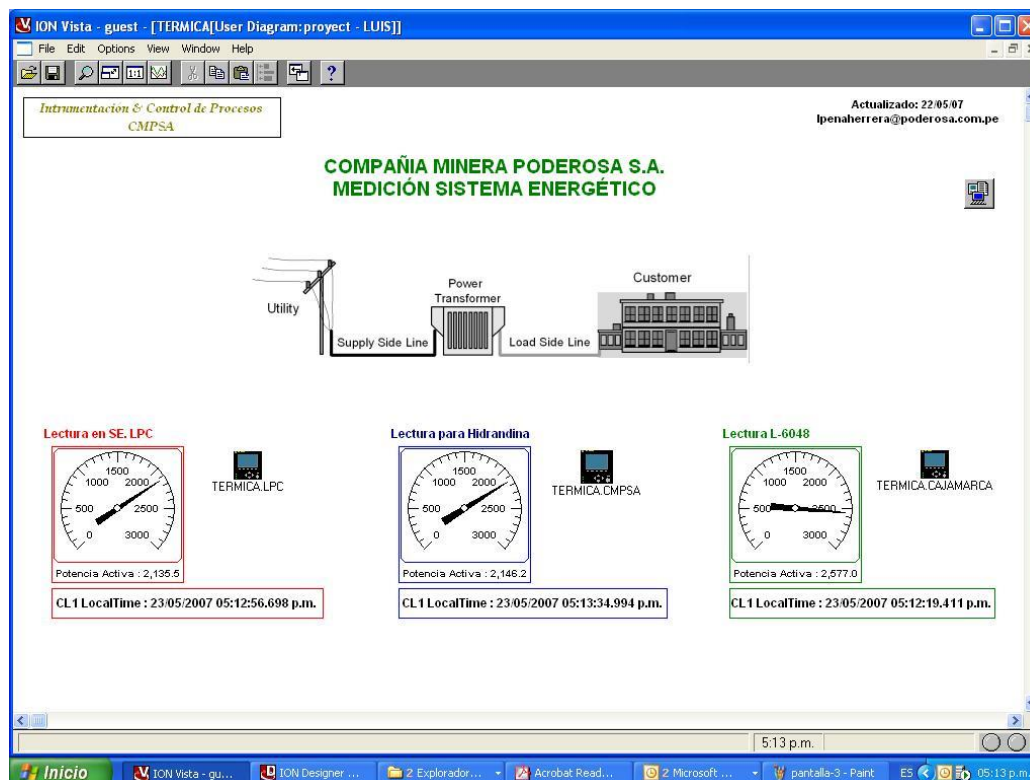 ION Vista - guest - [TERMICA[User Diagram:proyect - LUIS]]
File Edit Options View Window Help
1:1
?
Intrumentación & Control de Procesos
CMPSA
Actualizado: 22/05/07
lpenaherrera@poderosa.com.pe
COMPAÑIA MINERA PODEROSA S.A.
MEDICIÓN SISTEMA ENERGÉTICO
Utility
Power
Transformer
Customer
Supply Side Line
Load Side Line
Lectura en SE. LPC
0 500 1000 1500 2000 2500 3000
TERMICA.LPC
Potencia Activa : 2,135.5
CL1 LocalTime : 23/05/2007 05:12:56.698 p.m.
Lectura para Hidrandina
0 500 1000 1500 2000 2500 3000
TERMICA.CMPSA
Potencia Activa : 2,146.2
CL1 LocalTime : 23/05/2007 05:13:34.994 p.m.
Lectura L-6048
0 500 1000 1500 2000 2500 3000
TERMICA.CAJAMARCA
Potencia Activa : 2,577.0
CL1 LocalTime : 23/05/2007 05:12:19.411 p.m.
5:13 p.m.
Inicio
ION Vista - gu...
ION Designer ...
2 Explorador...
Acrobat Read...
2 Microsoft ...
pantalla-3 - Paint
ES
05:13 p.m.